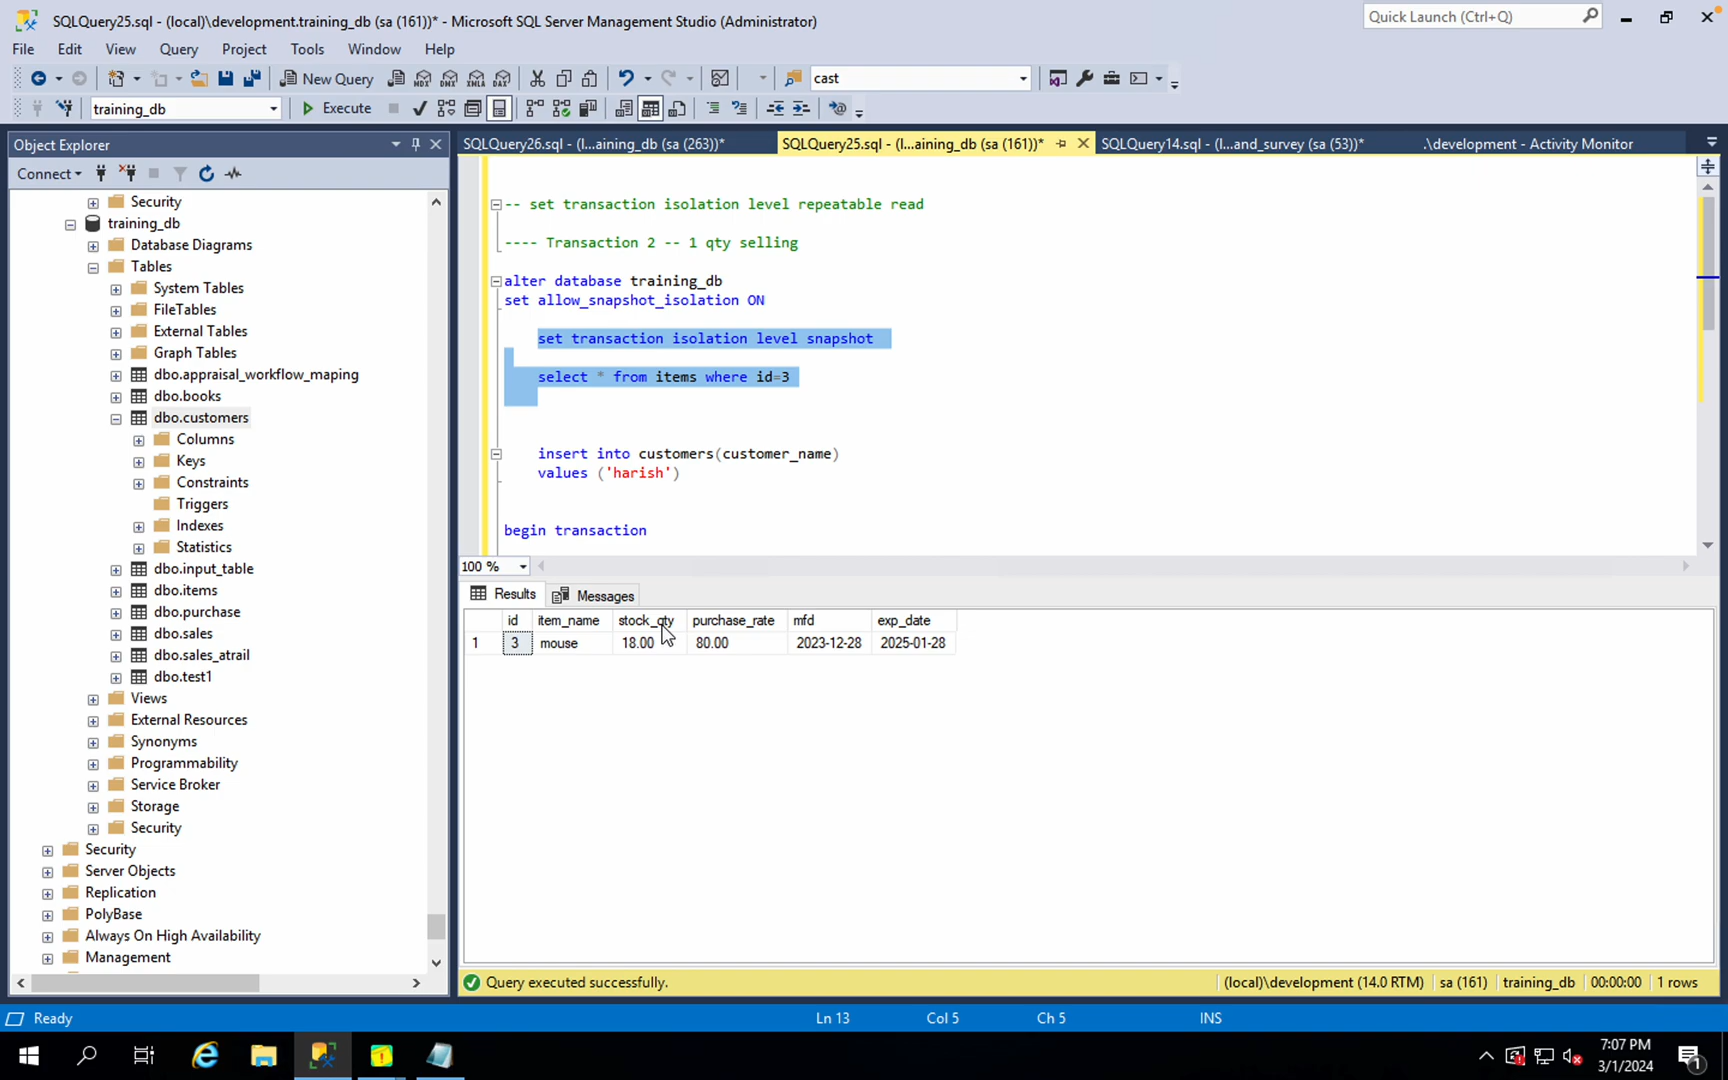 SQLQuery25.sql - (local)\development.training_db (sa (161))* - Microsoft SQL Server Management Studio (Administrator)
Quick Launch (Ctrl+Q)
File Edit View Query Project Tools Window Help
New Query
MDX DMX XMLA DAX
cast
training_db
Execute
Object Explorer
SQLQuery26.sql - (l...aining_db (sa (263))*
SQLQuery25.sql - (l...aining_db (sa (161))*
SQLQuery14.sql - (l...and_survey (sa (53))*
.\development - Activity Monitor
Connect
Security
training_db
Database Diagrams
Tables
System Tables
FileTables
External Tables
Graph Tables
dbo.appraisal_workflow_maping
dbo.books
dbo.customers
Columns
Keys
Constraints
Triggers
Indexes
Statistics
dbo.input_table
dbo.items
dbo.purchase
dbo.sales
dbo.sales_atrail
dbo.test1
Views
External Resources
Synonyms
Programmability
Service Broker
Storage
Security
Security
Server Objects
Replication
PolyBase
Always On High Availability
Management
-- set transaction isolation level repeatable read
---- Transaction 2 -- 1 qty selling
alter database training_db
set allow_snapshot_isolation ON
set transaction isolation level snapshot
select * from items where id=3
insert into customers(customer_name)
values ('harish')
begin transaction
100 %
Results Messages
id item_name stock_qty purchase_rate mfd exp_date
1 3 mouse 18.00 80.00 2023-12-28 2025-01-28
Query executed successfully.
(local)\development (14.0 RTM) sa (161) training_db 00:00:00 1 rows
Ready Ln 13 Col 5 Ch 5 INS
7:07 PM
3/1/2024
1